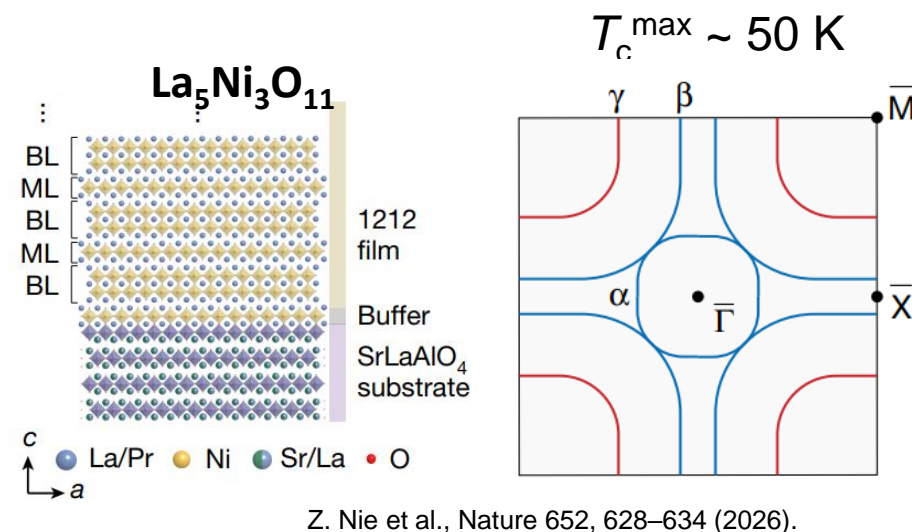 T_c^max ~ 50 K
La₅Ni₃O₁₁
⋮ ⋮
BL
ML
BL
ML
BL
1212
film
Buffer
SrLaAlO₄
substrate
c
a
La/Pr Ni Sr/La O
γ β M̅
α Γ̅ X̅
Z. Nie et al., Nature 652, 628–634 (2026).